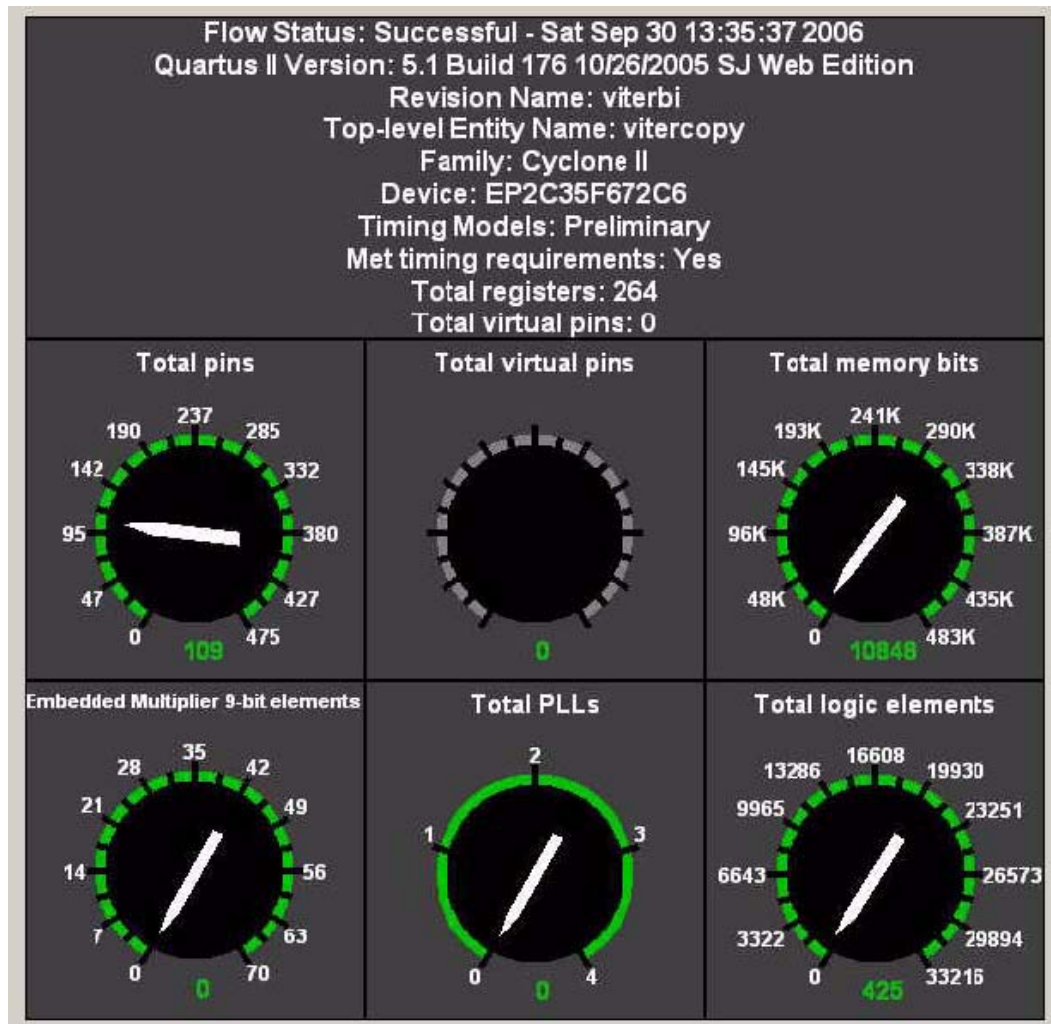 Flow Status: Successful - Sat Sep 30 13:35:37 2006
Quartus II Version: 5.1 Build 176 10/26/2005 SJ Web Edition
Revision Name: viterbi
Top-level Entity Name: vitercopy
Family: Cyclone II
Device: EP2C35F672C6
Timing Models: Preliminary
Met timing requirements: Yes
Total registers: 264
Total virtual pins: 0
Total pins
237
190 285
142 332
95 380
47 427
0 475
109
Total virtual pins
0
Total memory bits
241K
193K 290K
145K 338K
96K 387K
48K 435K
0 483K
10848
Embedded Multiplier 9-bit elements
35
28 42
21 49
14 56
7 63
0 70
0
Total PLLs
2
1 3
0 4
0
Total logic elements
16608
13286 19930
9965 23251
6643 26573
3322 29894
0 33216
425